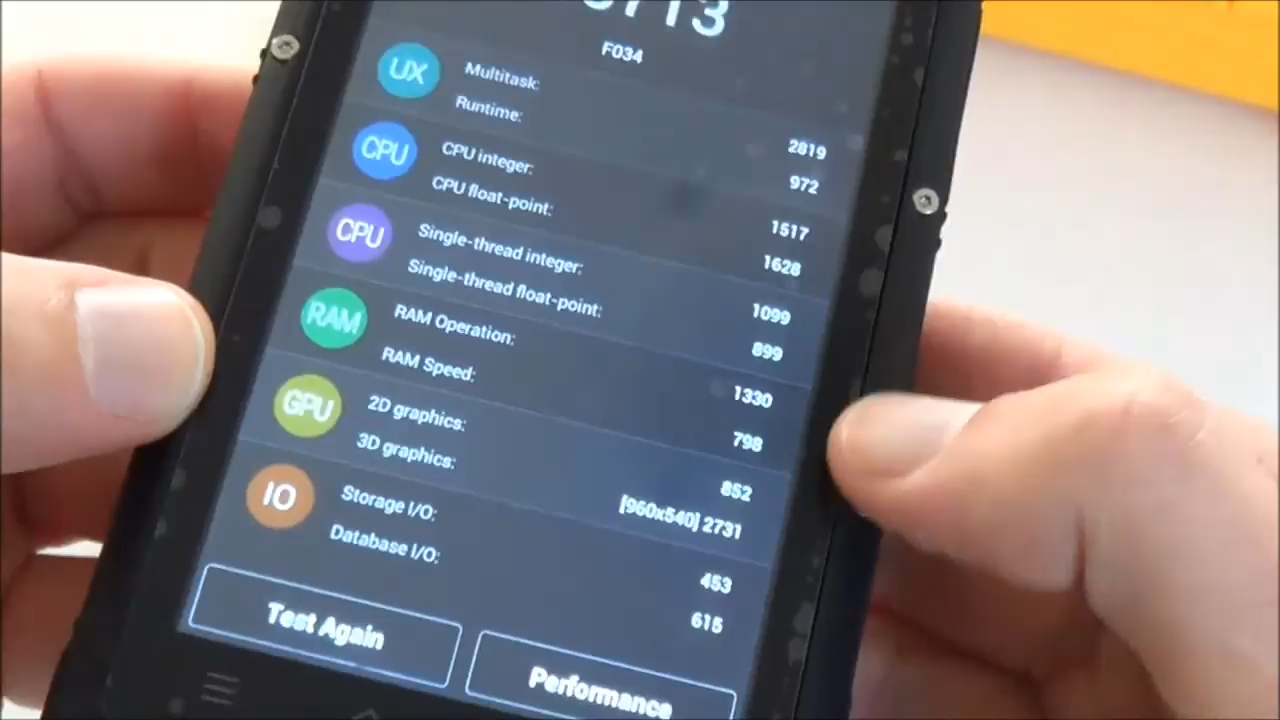 F034
UX Multitask: 2819
Runtime: 972
CPU CPU integer: 1517
CPU float-point: 1628
CPU Single-thread integer: 1099
Single-thread float-point: 899
RAM RAM Operation: 1330
RAM Speed: 798
GPU 2D graphics: 852
3D graphics: [960x540] 2731
IO Storage I/O: 453
Database I/O: 615
Test Again Performance